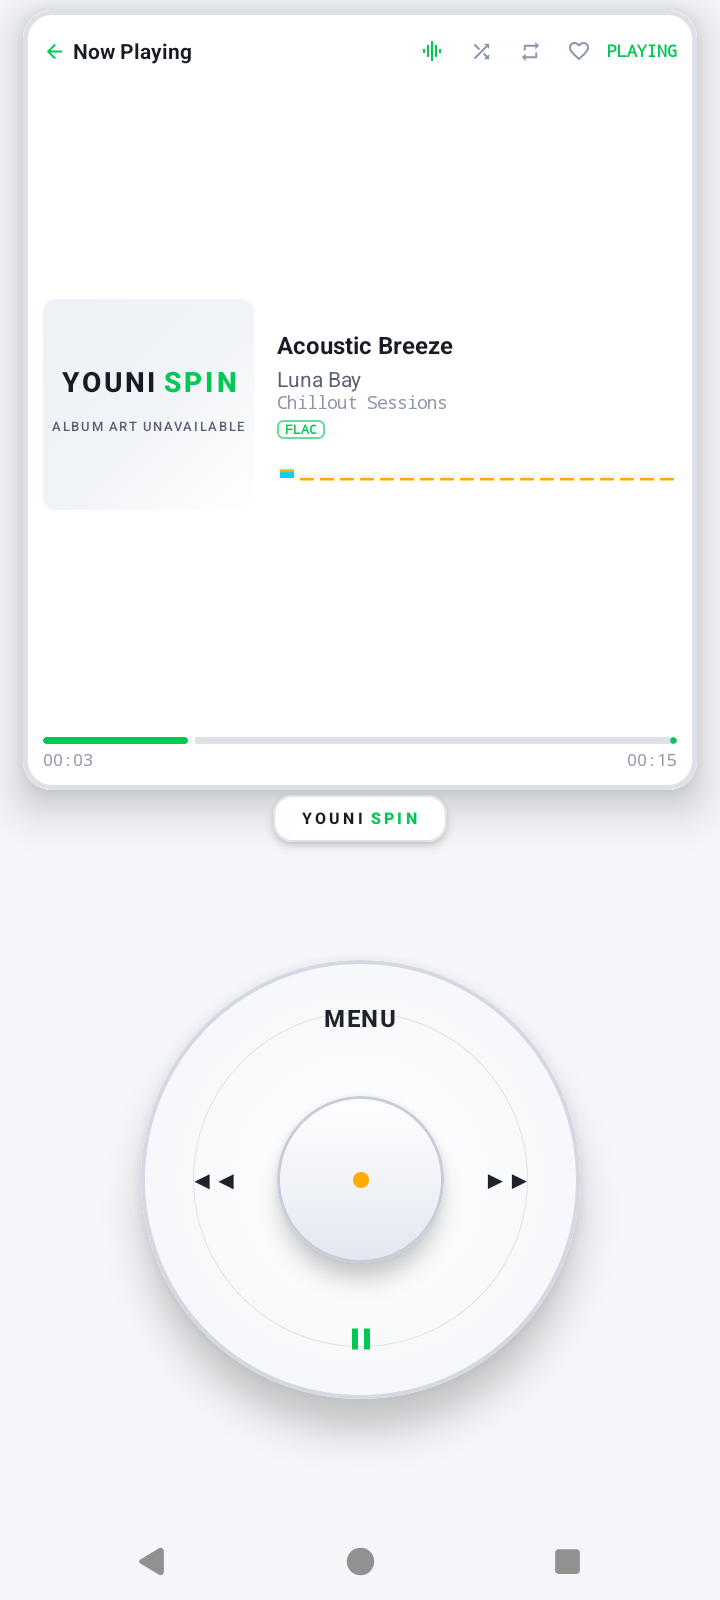 Now Playing
PLAYING
YOUNI SPIN
ALBUM ART UNAVAILABLE
Acoustic Breeze
Luna Bay
Chillout Sessions
FLAC
00:03
00:15
YOUNI SPIN
MENU